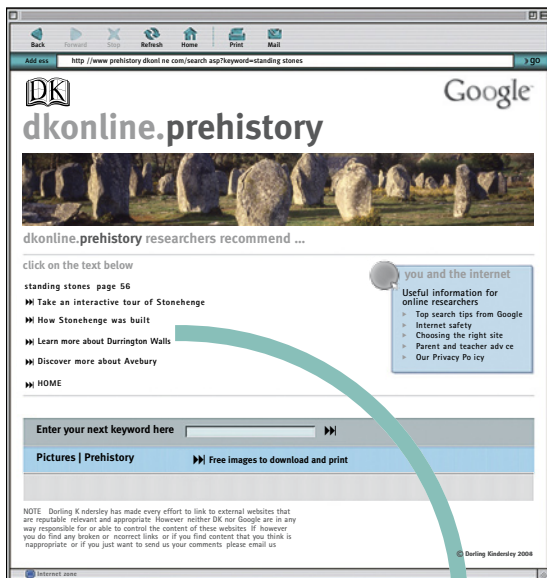 Back Forward Stop Refresh Home Print Mail
Add ess http //www prehistory dkonl ne com/search asp?keyword=standing stones >go
DK
Google
dkonline.prehistory
dkonline.prehistory researchers recommend ...
click on the text below
standing stones page 56
Take an interactive tour of Stonehenge
How Stonehenge was built
Learn more about Durrington Walls
Discover more about Avebury
HOME
you and the internet
Useful information for
online researchers
Top search tips from Google
Internet safety
Choosing the right site
Parent and teacher adv ce
Our Privacy Po icy
Enter your next keyword here
Pictures | Prehistory Free images to download and print
NOTE Dorling K ndersley has made every effort to link to external websites that
are reputable relevant and appropriate However neither DK nor Google are in any
way responsible for or able to control the content of these websites If however
you do find any broken or ncorrect links or if you find content that you think is
nappropriate or if you just want to send us your comments please email us
© Dorling Kindersley 2008
internet zone